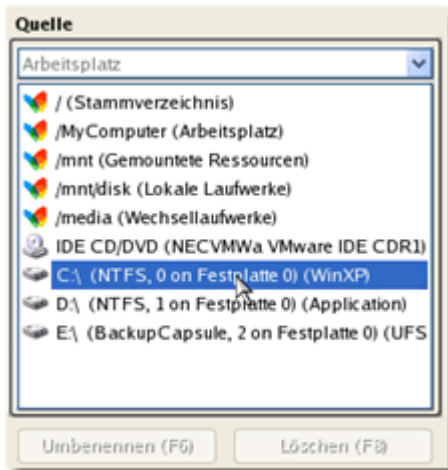 Quelle
Arbeitsplatz
/ (Stammverzeichnis)
/MyComputer (Arbeitsplatz)
/mnt (Gemountete Ressourcen)
/mnt/disk (Lokale Laufwerke)
/media (Wechsellaufwerke)
IDE CD/DVD (NECVMWa VMware IDE CDR1)
C:\ (NTFS, 0 on Festplatte 0) (WinXP)
D:\ (NTFS, 1 on Festplatte 0) (Application)
E:\ (BackupCapsule, 2 on Festplatte 0) (UFS
Umbenennen (F6) Löschen (F8)